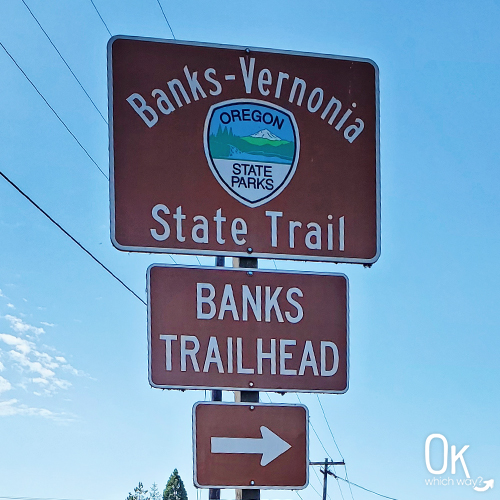 Banks-Vernonia
OREGON
STATE
PARKS
State Trail
BANKS
TRAILHEAD
Ok
which way?